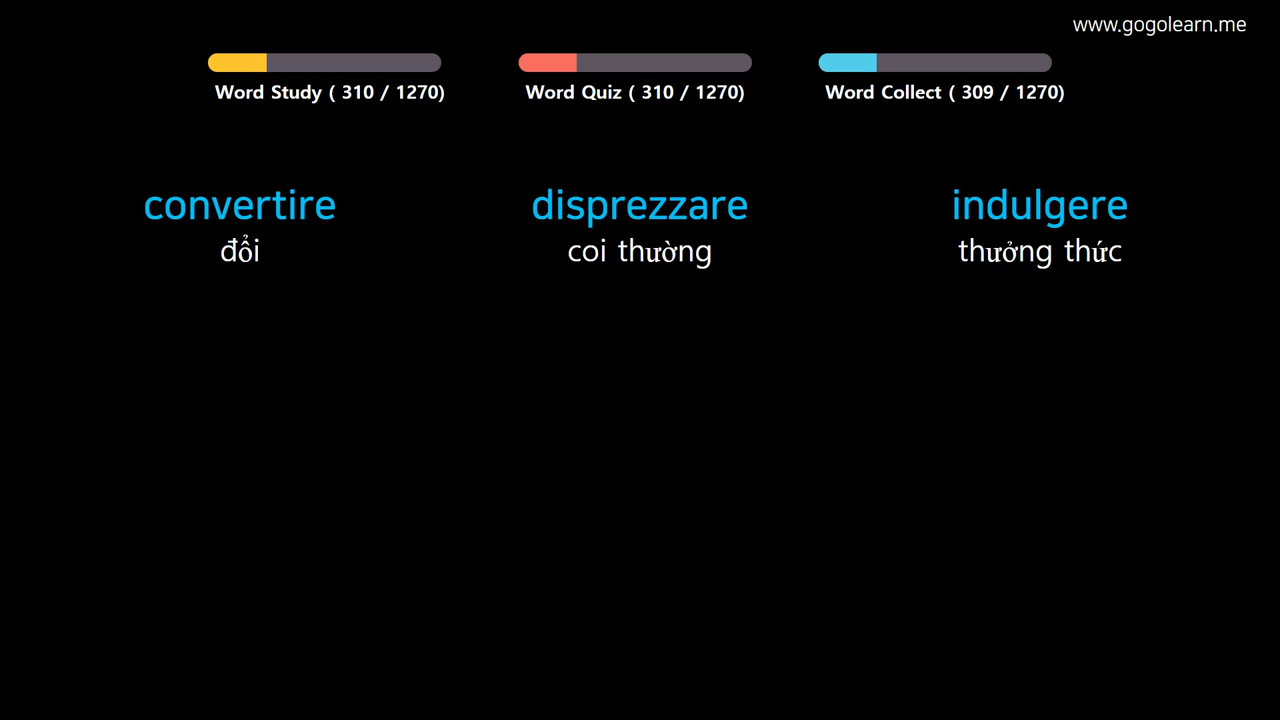 www.gogolearn.me
Word Study ( 310 / 1270)
Word Quiz ( 310 / 1270)
Word Collect ( 309 / 1270)
convertire
đổi
disprezzare
coi thường
indulgere
thưởng thức